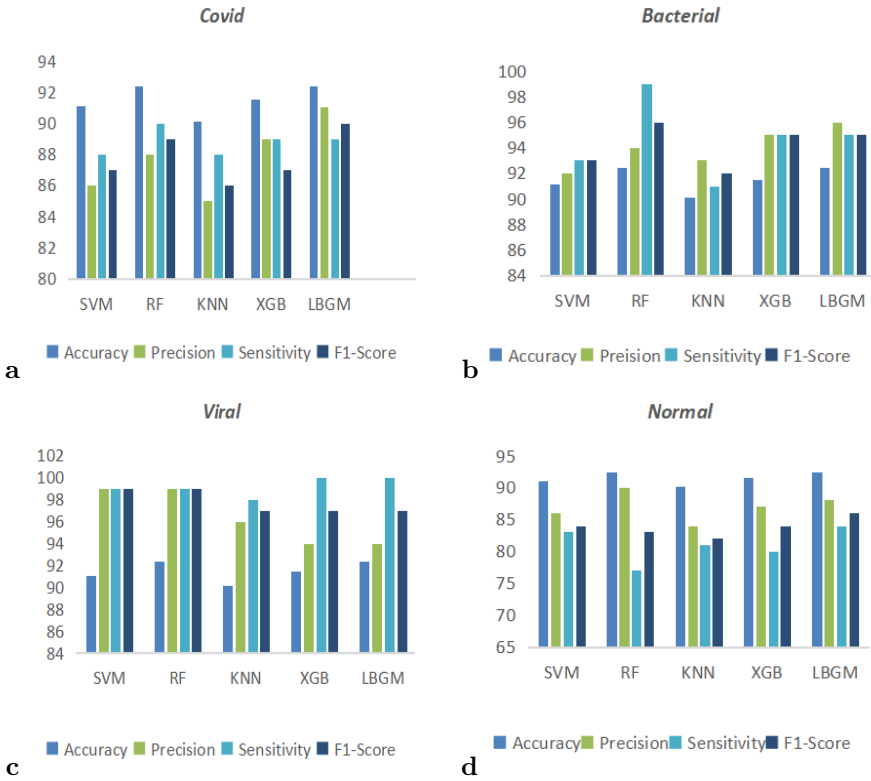 Covid
94
92
90
88
86
84
82
80
SVM RF KNN XGB LBGM
Accuracy Precision Sensitivity F1-Score
a
Bacterial
100
98
96
94
92
90
88
86
84
SVM RF KNN XGB LBGM
Accuracy Preision Sensitivity F1-Score
b
Viral
102
100
98
96
94
92
90
88
86
84
SVM RF KNN XGB LBGM
Accuracy Precision Sensitivity F1-Score
c
Normal
95
90
85
80
75
70
65
SVM RF KNN XGB LBGM
Accuracy Precision Sensitivity F1-Score
d